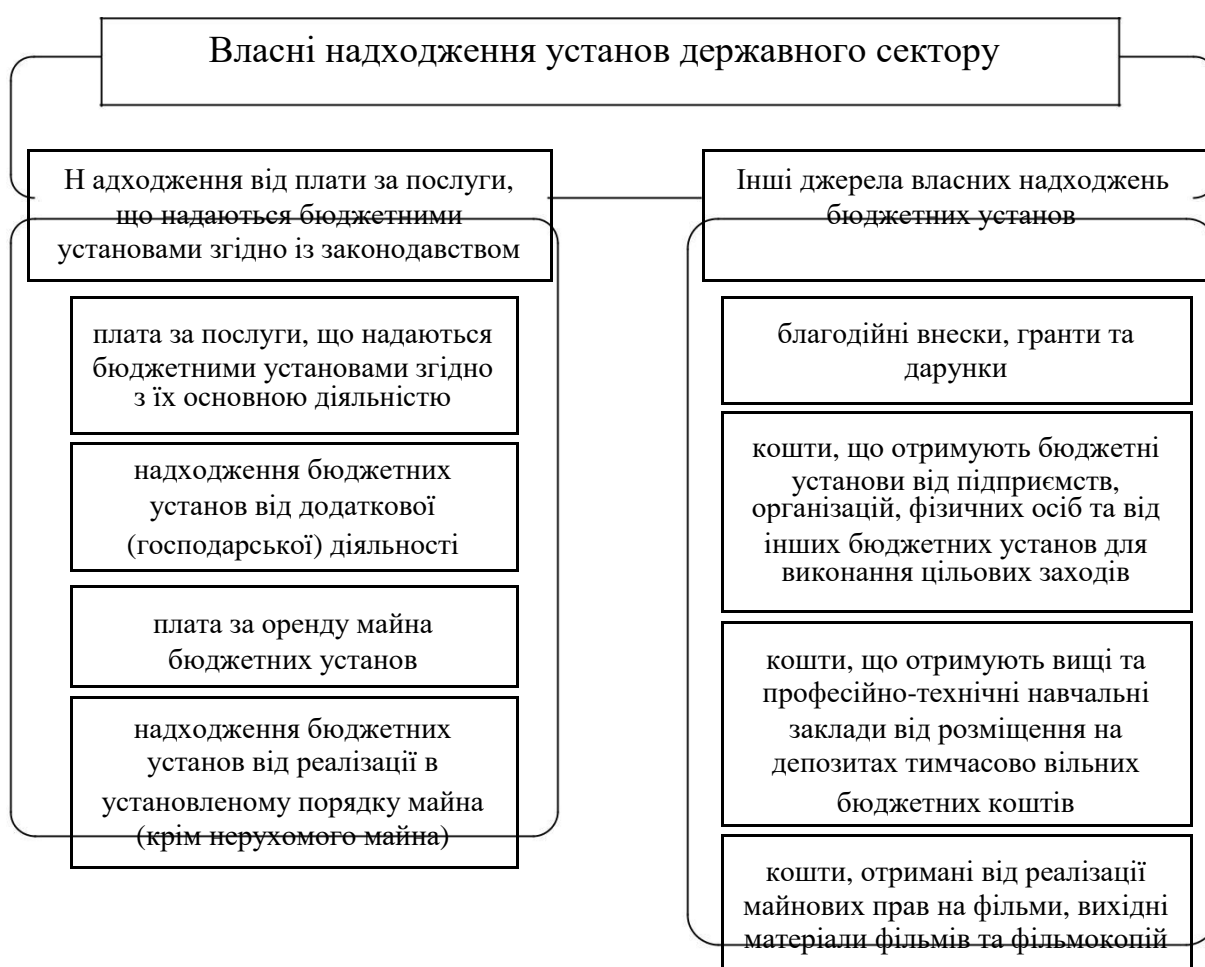 Власні надходження установ державного сектору
Н адходження від плати за послуги,
що надаються бюджетними
установами згідно із законодавством
плата за послуги, що надаються
бюджетними установами згідно
з їх основною діяльністю
надходження бюджетних
установ від додаткової
(господарської) діяльності
плата за оренду майна
бюджетних установ
надходження бюджетних
установ від реалізації в
установленому порядку майна
(крім нерухомого майна)
Інші джерела власних надходжень
бюджетних установ
благодійні внески, гранти та
дарунки
кошти, що отримують бюджетні
установи від підприємств,
організацій, фізичних осіб та від
інших бюджетних установ для
виконання цільових заходів
кошти, що отримують вищі та
професійно-технічні навчальні
заклади від розміщення на
депозитах тимчасово вільних
бюджетних коштів
кошти, отримані від реалізації
майнових прав на фільми, вихідні
матеріали фільмів та фільмокопій